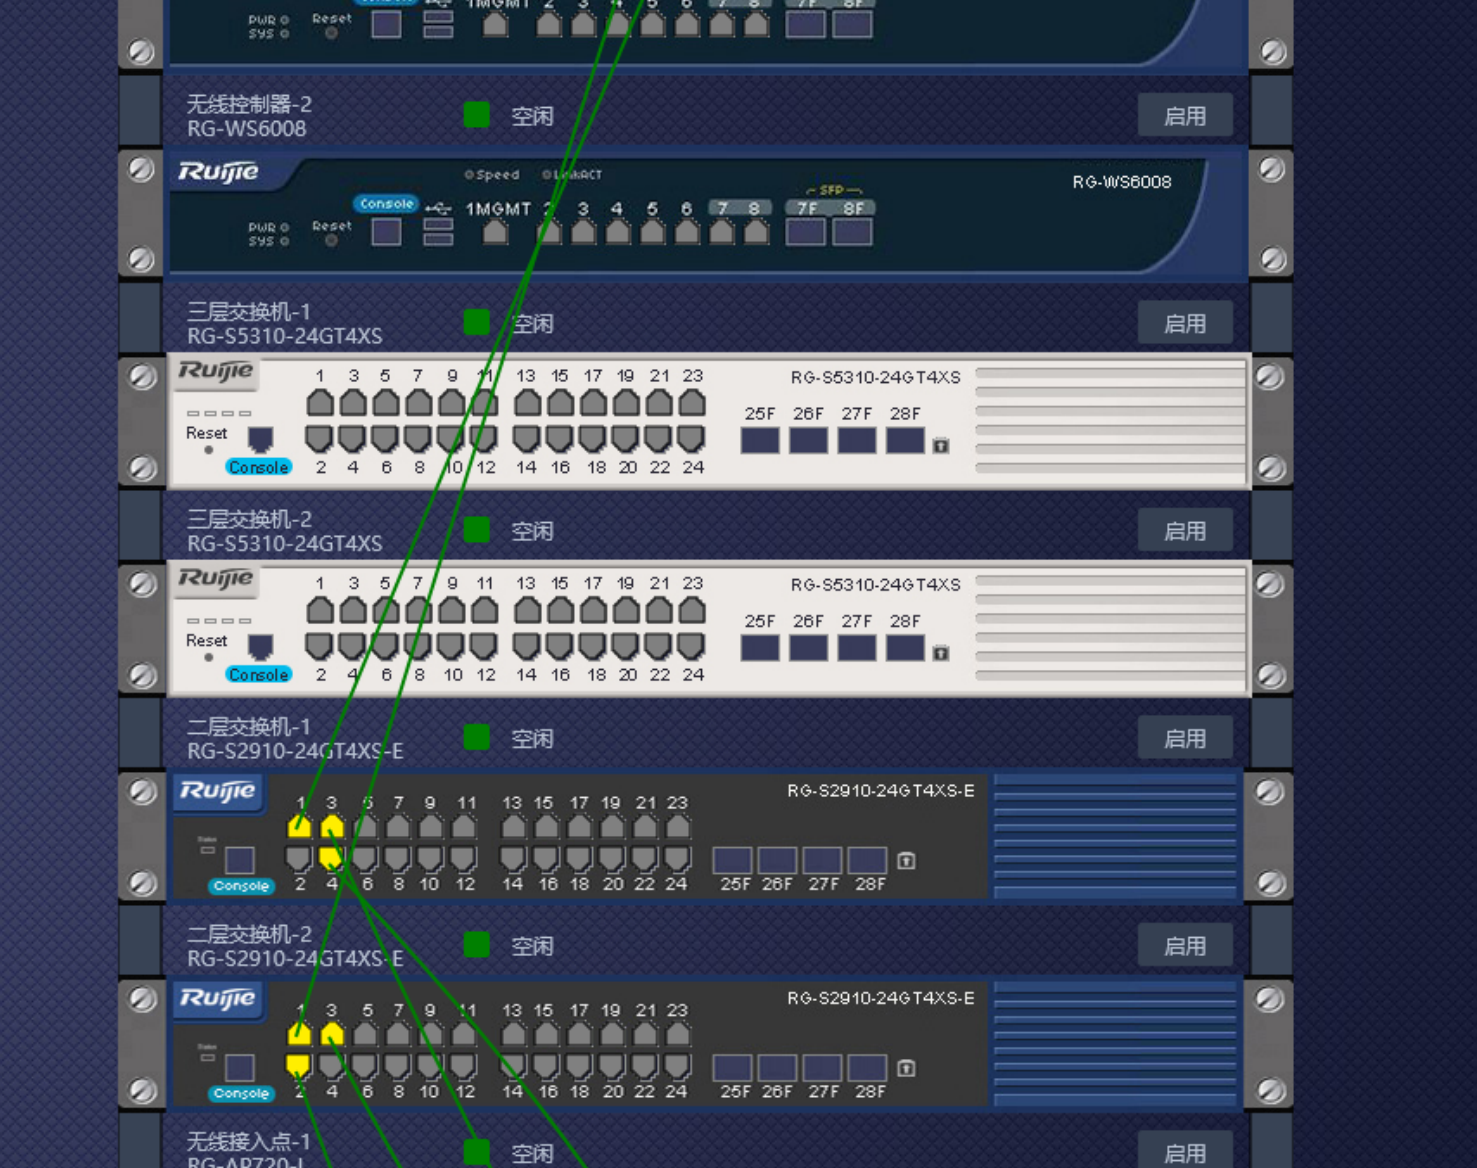 1MGMT 2 3 4 5 6 7 8 7F 8F
PWR Reset
SYS
无线控制器-2
RG-WS6008
空闲
启用
Ruijie
Speed Link/ACT
SFP
RG-WS6008
Console 1MGMT 2 3 4 5 6 7 8 7F 8F
PWR Reset
SYS
三层交换机-1
RG-S5310-24GT4XS
空闲
启用
Ruijie
1 3 5 7 9 11 13 15 17 19 21 23
RG-S5310-24GT4XS
25F 26F 27F 28F
Reset
Console 2 4 6 8 10 12 14 16 18 20 22 24
三层交换机-2
RG-S5310-24GT4XS
空闲
启用
Ruijie
1 3 5 7 9 11 13 15 17 19 21 23
RG-S5310-24GT4XS
25F 26F 27F 28F
Reset
Console 2 4 6 8 10 12 14 16 18 20 22 24
二层交换机-1
RG-S2910-24GT4XS-E
空闲
启用
Ruijie
RG-S2910-24GT4XS-E
1 3 5 7 9 11 13 15 17 19 21 23
Console 2 4 6 8 10 12 14 16 18 20 22 24 25F 26F 27F 28F
二层交换机-2
RG-S2910-24GT4XS-E
空闲
启用
Ruijie
RG-S2910-24GT4XS-E
1 3 5 7 9 11 13 15 17 19 21 23
Console 2 4 6 8 10 12 14 16 18 20 22 24 25F 26F 27F 28F
无线接入点-1
RG-AP720-L
空闲
启用